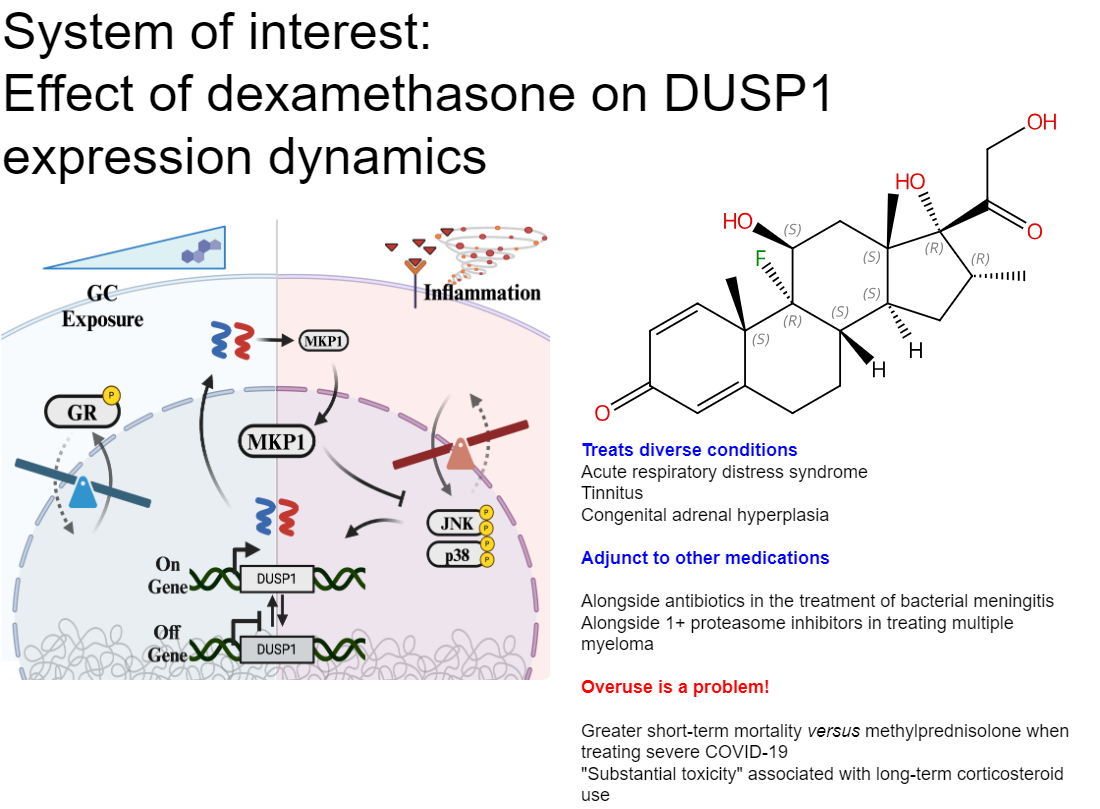 System of interest:
Effect of dexamethasone on DUSP1
expression dynamics
GC
Exposure
Inflammation
MKP1
P
GR
MKP1
P
JNK
P
P
p38
P
On
Gene
DUSP1
Off
Gene
DUSP1
OH
HO
O
HO
(S)
F
(S)
(R)
(R)
(S)
(S)
(R)
(S)
H
H
O
Treats diverse conditions
Acute respiratory distress syndrome
Tinnitus
Congenital adrenal hyperplasia
Adjunct to other medications
Alongside antibiotics in the treatment of bacterial meningitis
Alongside 1+ proteasome inhibitors in treating multiple
myeloma
Overuse is a problem!
Greater short-term mortality versus methylprednisolone when
treating severe COVID-19
"Substantial toxicity" associated with long-term corticosteroid
use